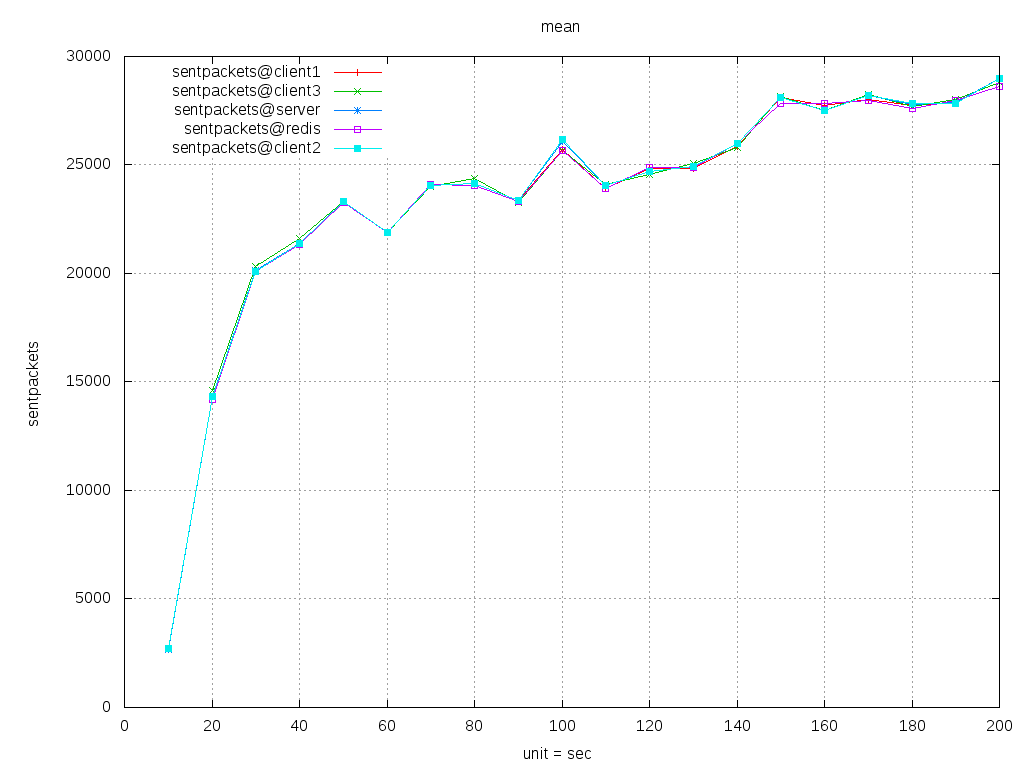 mean
30000
25000
20000
15000
10000
5000
0
sentpackets
sentpackets@client1
sentpackets@client3
sentpackets@server
sentpackets@redis
sentpackets@client2
0 20 40 60 80 100 120 140 160 180 200
unit = sec